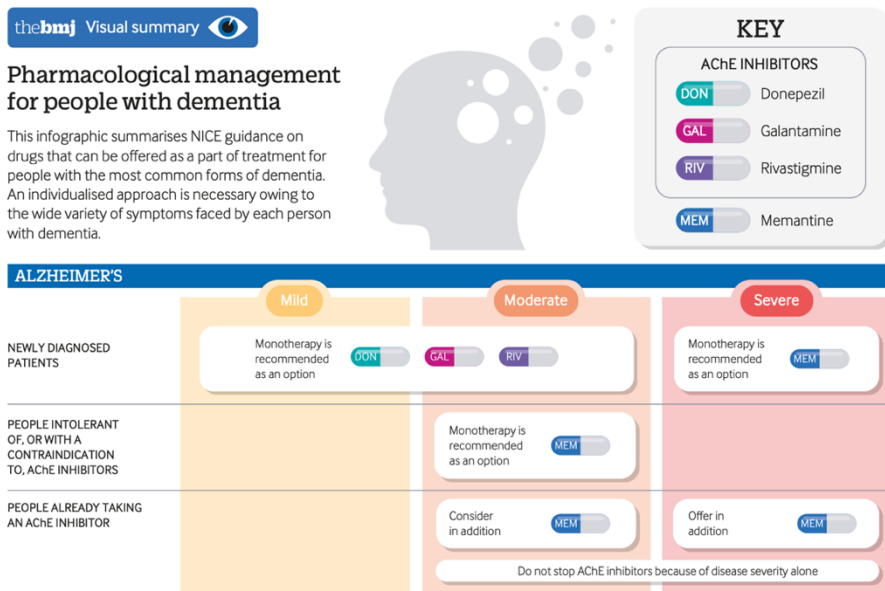 thebmj Visual summary
Pharmacological management
for people with dementia
This infographic summarises NICE guidance on
drugs that can be offered as a part of treatment for
people with the most common forms of dementia.
An individualised approach is necessary owing to
the wide variety of symptoms faced by each person
with dementia.
KEY
AChE INHIBITORS
DON Donepezil
GAL Galantamine
RIV Rivastigmine
MEM Memantine
ALZHEIMER'S
Mild
Moderate
Severe
NEWLY DIAGNOSED
PATIENTS
Monotherapy is
recommended
as an option
DON GAL RIV
Monotherapy is
recommended
as an option
MEM
PEOPLE INTOLERANT
OF, OR WITH A
CONTRAINDICATION
TO, AChE INHIBITORS
Monotherapy is
recommended
as an option
MEM
PEOPLE ALREADY TAKING
AN AChE INHIBITOR
Consider
in addition
MEM
Offer in
addition
MEM
Do not stop AChE inhibitors because of disease severity alone